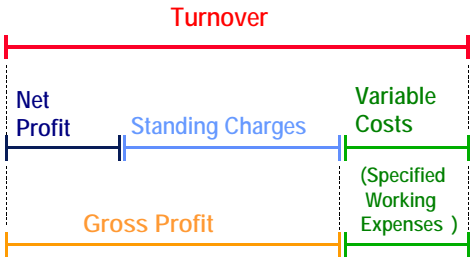 Turnover
Net
Profit
Standing Charges
Variable
Costs
(Specified
Working
Expenses )
Gross Profit